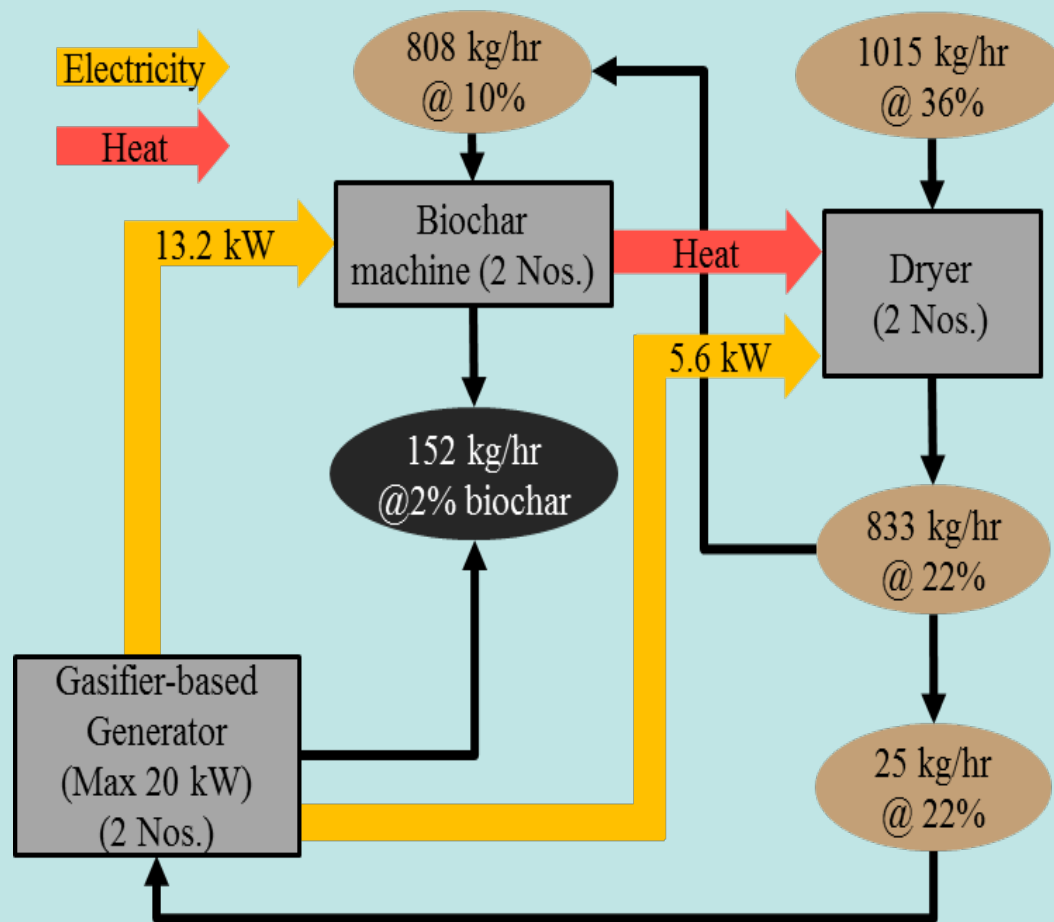 Electricity
Heat
808 kg/hr
@ 10%
1015 kg/hr
@ 36%
13.2 kW
Biochar
machine (2 Nos.)
Heat
Dryer
(2 Nos.)
5.6 kW
152 kg/hr
@2% biochar
833 kg/hr
@ 22%
Gasifier-based
Generator
(Max 20 kW)
(2 Nos.)
25 kg/hr
@ 22%